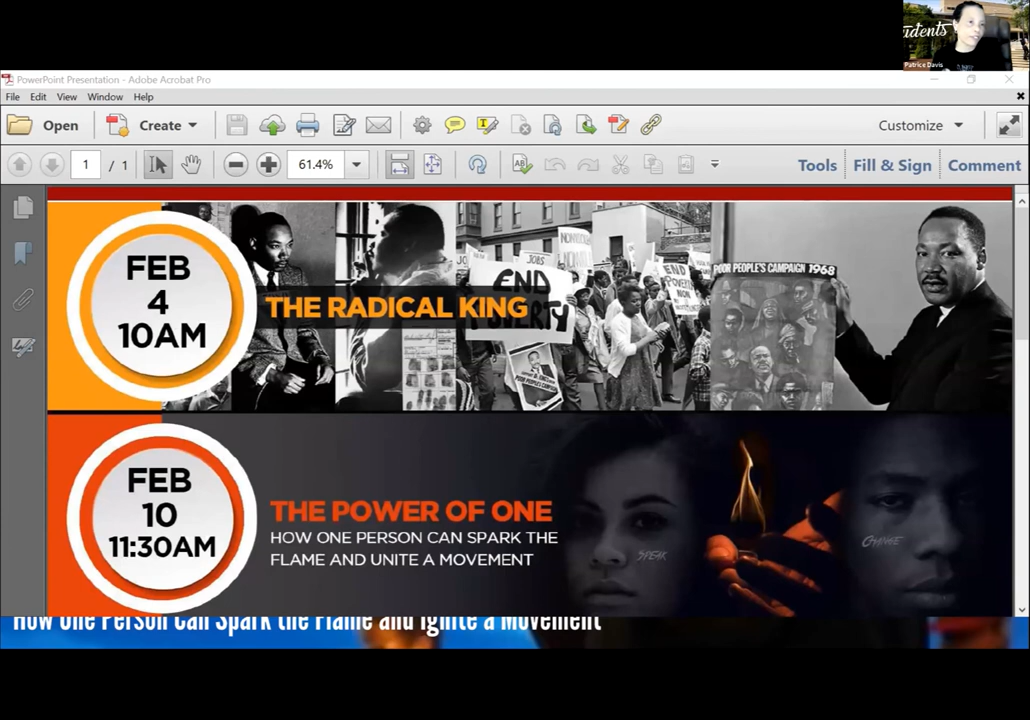 udents
Patrice Davis
PowerPoint Presentation - Adobe Acrobat Pro
File Edit View Window Help
Open Create Customize
1 / 1 61.4% Tools Fill & Sign Comment
FEB
4
10AM
THE RADICAL KING
JOBS
END
POVERTY
END
POOR PEOPLE'S CAMPAIGN 1968
FEB
10
11:30AM
THE POWER OF ONE
HOW ONE PERSON CAN SPARK THE
FLAME AND UNITE A MOVEMENT
SPEAK
CHANGE
How One Person Can Spark the Flame and Ignite a Movement